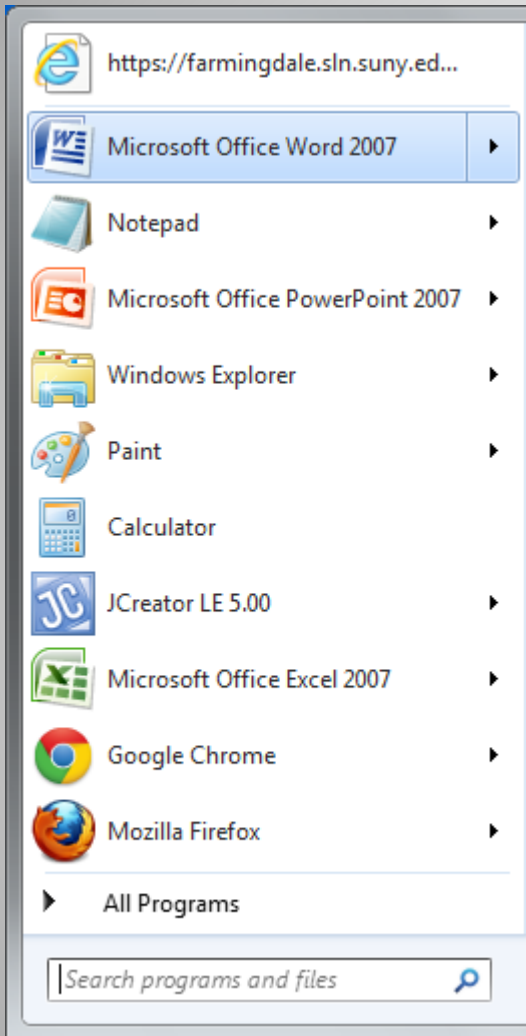 https://farmingdale.sln.suny.ed...
Microsoft Office Word 2007
Notepad
Microsoft Office PowerPoint 2007
Windows Explorer
Paint
Calculator
JCreator LE 5.00
Microsoft Office Excel 2007
Google Chrome
Mozilla Firefox
All Programs
Search programs and files